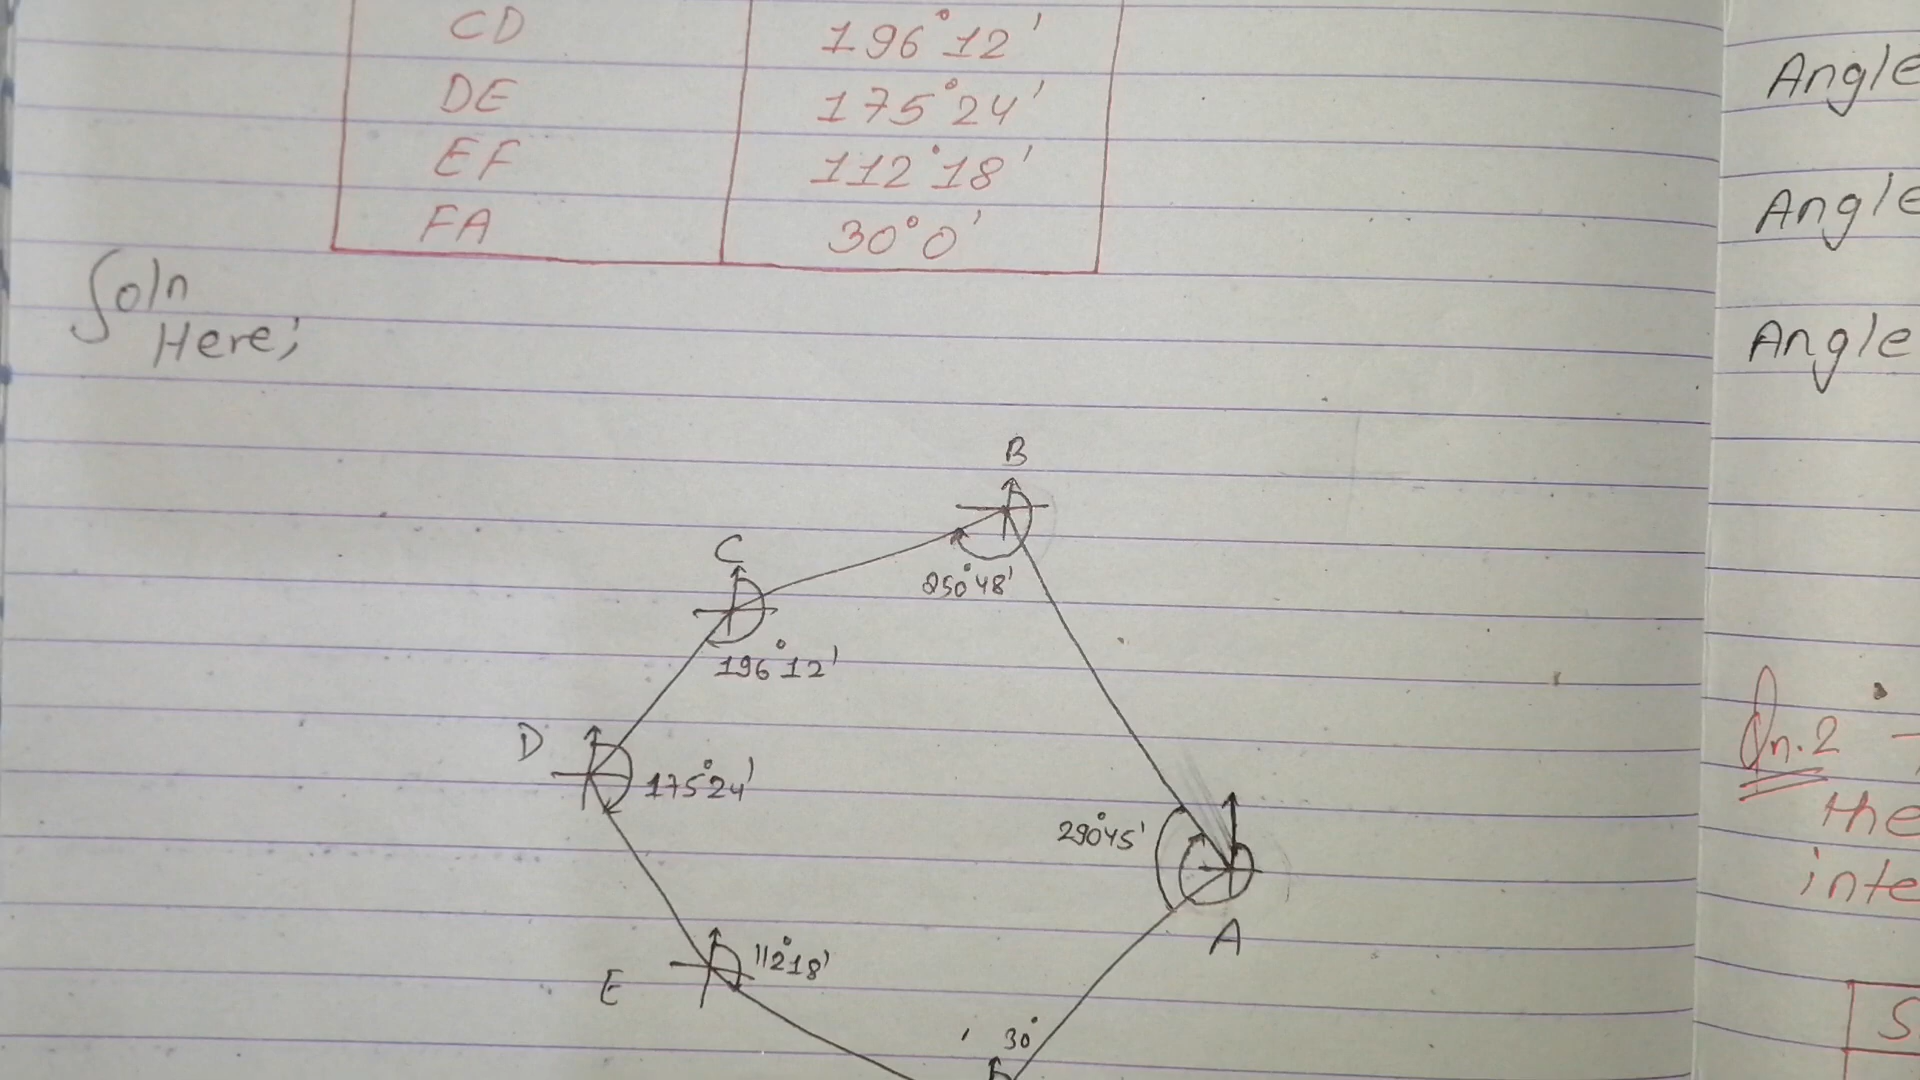 CD 196°12'
DE 175°24'
EF 112°18'
FA 30°0'
Soln
Here;
B
C
250°48'
196°12'
D
175°24'
290°45'
A
E
112°18'
30°
Angle
Angle
Angle
Qn.2
the
inte
S